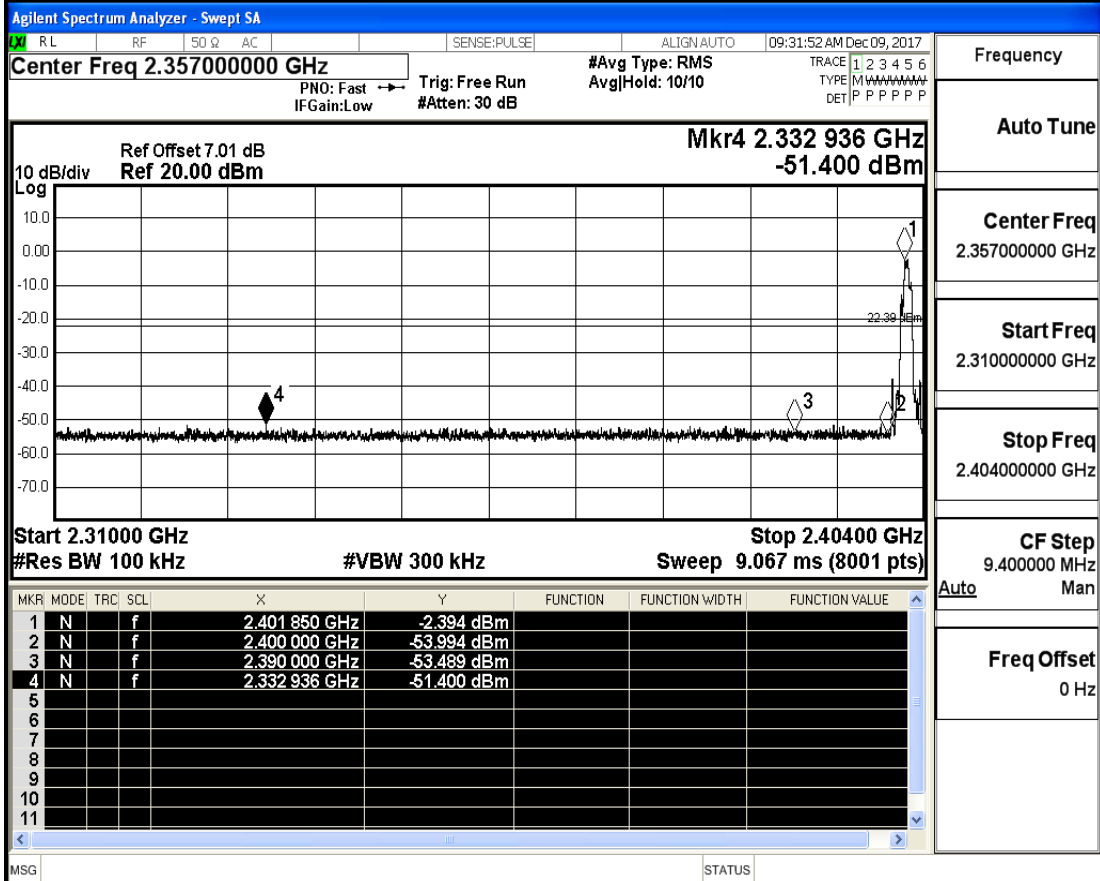 Agilent Spectrum Analyzer - Swept SA
LXI RL RF 50 Ω AC SENSE:PULSE ALIGN AUTO 09:31:52 AM Dec 09, 2017
Center Freq 2.357000000 GHz
PNO: Fast
IFGain:Low
Trig: Free Run
#Atten: 30 dB
#Avg Type: RMS
Avg|Hold: 10/10
TRACE 1 2 3 4 5 6
TYPE M WWWWW
DET P P P P P P
Mkr4 2.332 936 GHz
-51.400 dBm
Ref Offset 7.01 dB
10 dB/div Ref 20.00 dBm
Log
10.0
0.00
-10.0
-20.0
-30.0
-40.0
-50.0
-60.0
-70.0
1
22.39 dBm
4
3
2
Start 2.31000 GHz Stop 2.40400 GHz
#Res BW 100 kHz #VBW 300 kHz Sweep 9.067 ms (8001 pts)
MKR MODE TRC SCL X Y FUNCTION FUNCTION WIDTH FUNCTION VALUE
1 N f 2.401 850 GHz -2.394 dBm
2 N f 2.400 000 GHz -53.994 dBm
3 N f 2.390 000 GHz -53.489 dBm
4 N f 2.332 936 GHz -51.400 dBm
5
6
7
8
9
10
11
MSG STATUS
Frequency
Auto Tune
Center Freq
2.357000000 GHz
Start Freq
2.310000000 GHz
Stop Freq
2.404000000 GHz
CF Step
9.400000 MHz
Auto Man
Freq Offset
0 Hz